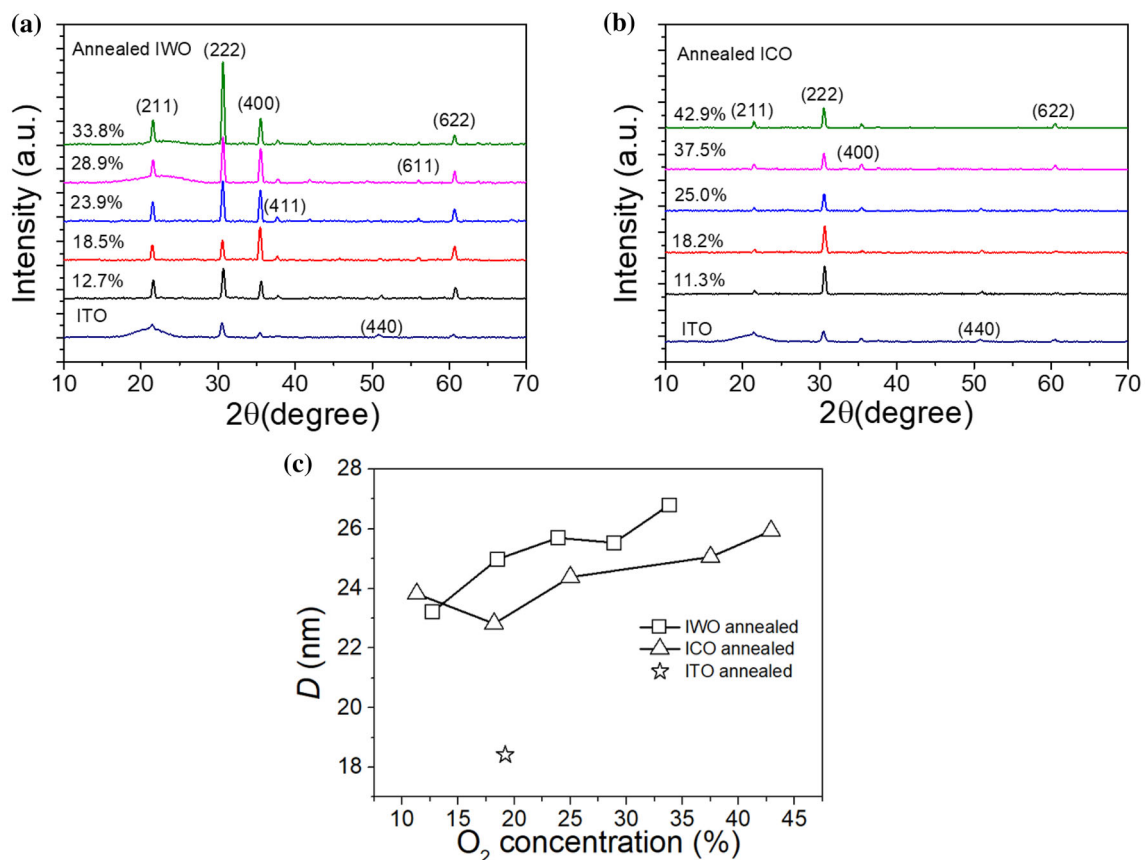 (a)
Annealed IWO
(222)
(211)
(400)
(622)
33.8%
28.9%
(611)
23.9%
(411)
18.5%
12.7%
ITO
(440)
Intensity (a.u.)
10 20 30 40 50 60 70
2θ(degree)
(b)
Annealed ICO
(222)
(211)
(622)
42.9%
37.5%
(400)
25.0%
18.2%
11.3%
ITO
(440)
Intensity (a.u.)
10 20 30 40 50 60 70
2θ(degree)
(c)
28
26
24
22
20
18
D (nm)
IWO annealed
ICO annealed
ITO annealed
10 15 20 25 30 35 40 45
O₂ concentration (%)